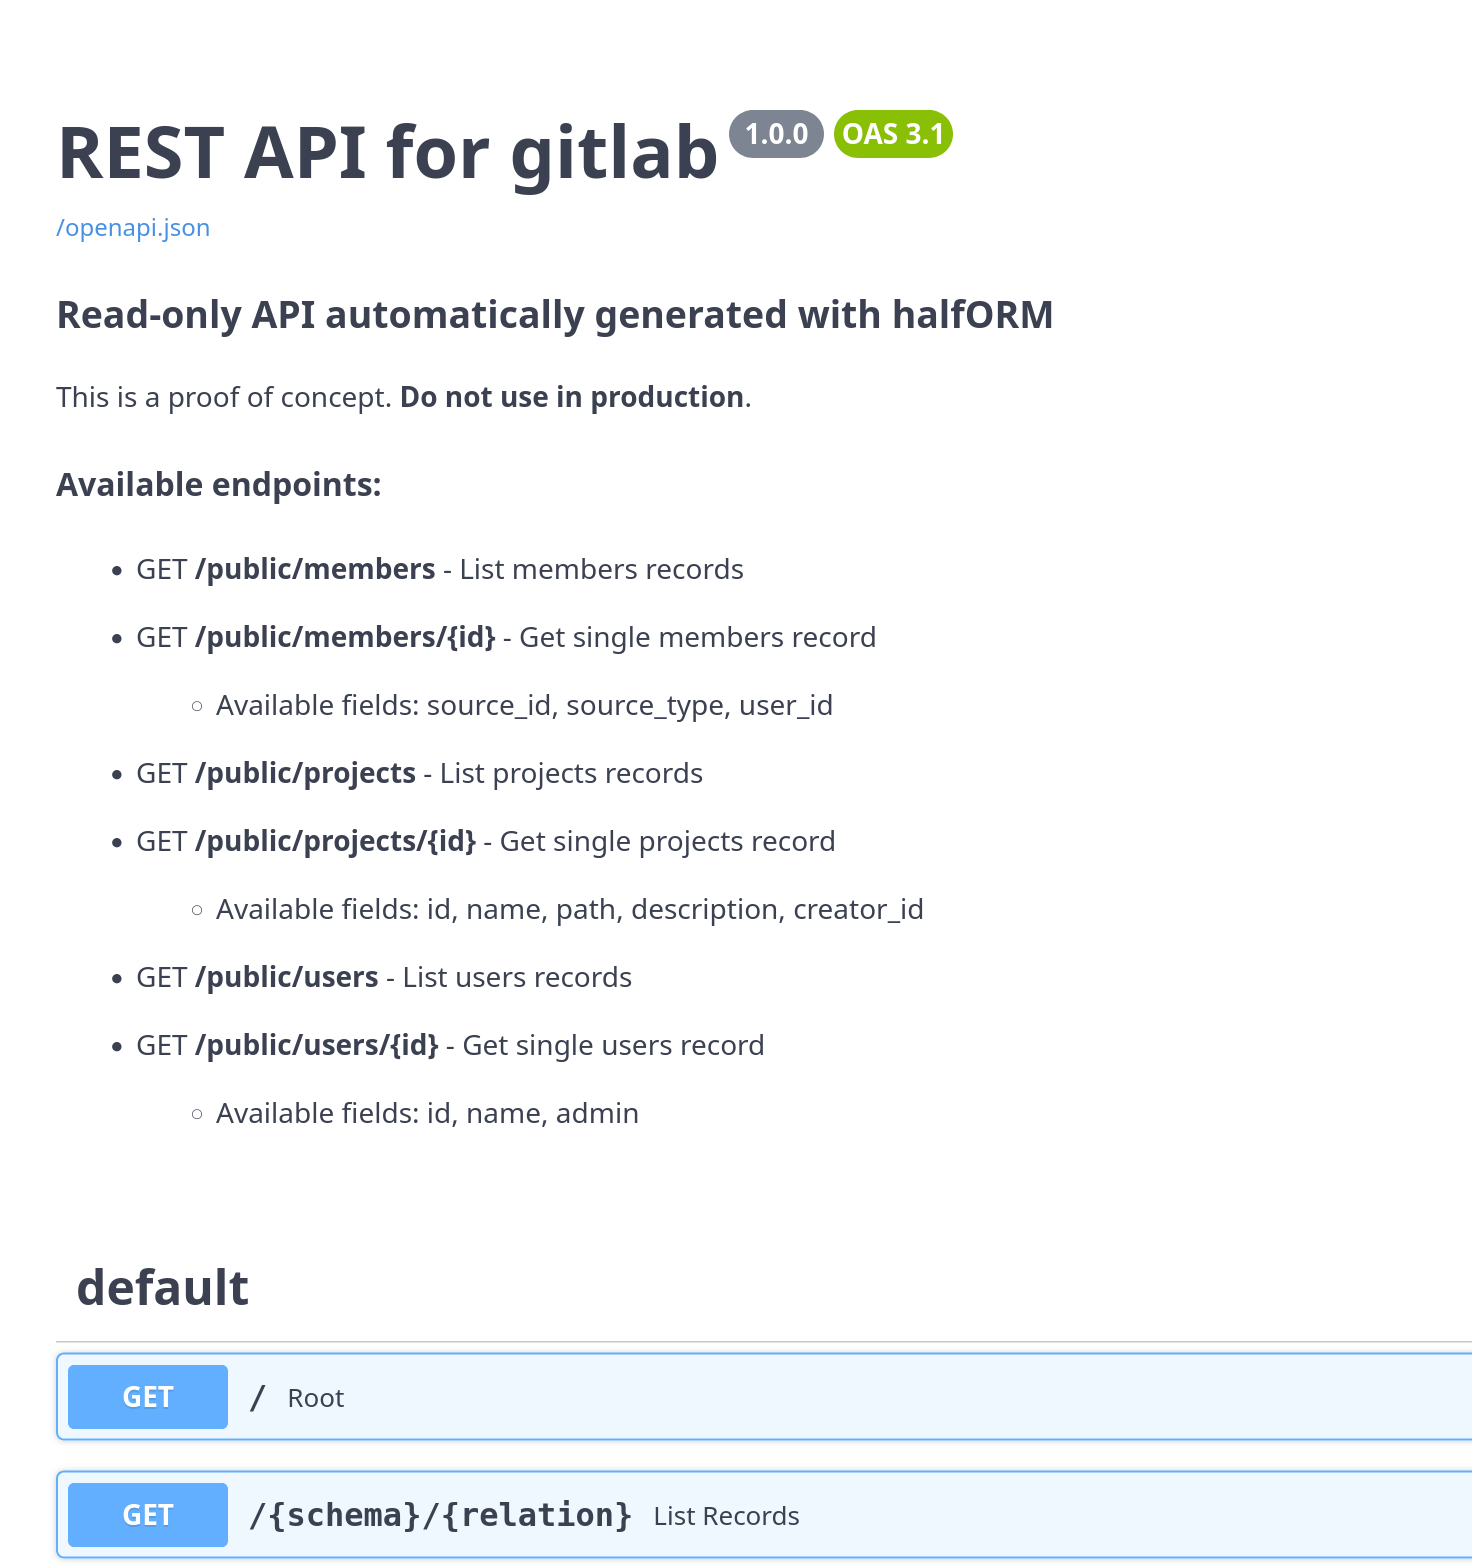 REST API for gitlab 1.0.0 OAS 3.1
/openapi.json
Read-only API automatically generated with halfORM
This is a proof of concept. Do not use in production.
Available endpoints:
• GET /public/members - List members records
• GET /public/members/{id} - Get single members record
○ Available fields: source_id, source_type, user_id
• GET /public/projects - List projects records
• GET /public/projects/{id} - Get single projects record
○ Available fields: id, name, path, description, creator_id
• GET /public/users - List users records
• GET /public/users/{id} - Get single users record
○ Available fields: id, name, admin
default
GET / Root
GET /{schema}/{relation} List Records